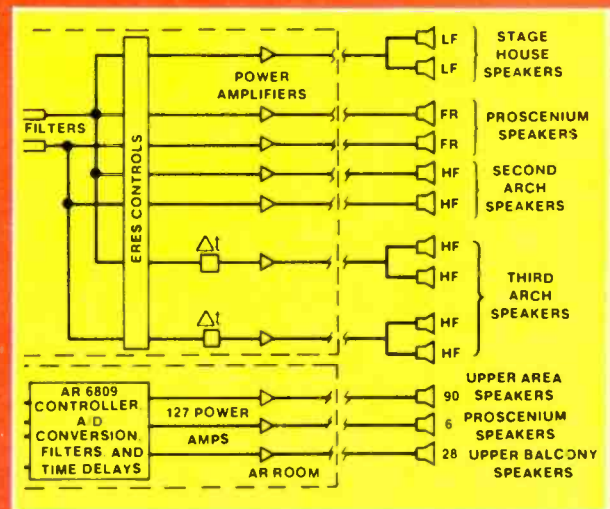 LF
STAGE
HOUSE
SPEAKERS
LF
POWER
AMPLIFIERS
FILTERS
ERES CONTROLS
FR
PROSCENIUM
SPEAKERS
FR
HF
SECOND
ARCH
SPEAKERS
HF
Δt
HF
HF
THIRD
ARCH
SPEAKERS
Δt
HF
HF
AR 6809
CONTROLLER,
A/D
CONVERSION,
FILTERS, AND
TIME DELAYS
127 POWER
AMPS
AR ROOM
90 UPPER AREA
SPEAKERS
6 PROSCENIUM
SPEAKERS
28 UPPER BALCONY
SPEAKERS